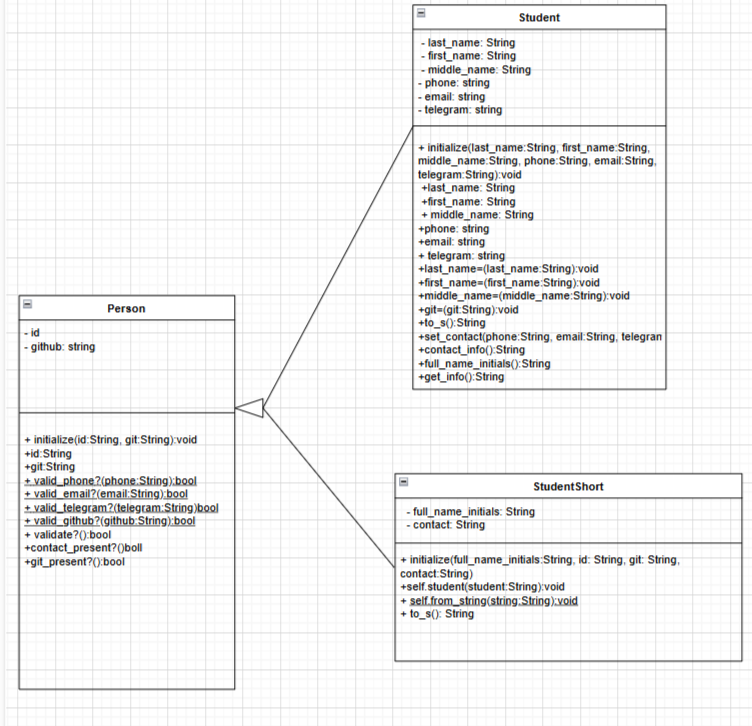 Student
- last_name: String
- first_name: String
- middle_name: String
- phone: string
- email: string
- telegram: string
+ initialize(last_name:String, first_name:String,
middle_name:String, phone:String, email:String,
telegram:String):void
+last_name: String
+first_name: String
+ middle_name: String
+phone: string
+email: string
+ telegram: string
+last_name=(last_name:String):void
+first_name=(first_name:String):void
+middle_name=(middle_name:String):void
+git=(git:String):void
+to_s():String
+set_contact(phone:String, email:String, telegran
+contact_info():String
+full_name_initials():String
+get_info():String
Person
- id
- github: string
+ initialize(id:String, git:String):void
+id:String
+git:String
+ valid_phone?(phone:String):bool
+ valid_email?(email:String):bool
+ valid_telegram?(telegram:String)bool
+ valid_github?(github:String):bool
+ validate?():bool
+contact_present?()boll
+git_present?():bool
StudentShort
- full_name_initials: String
- contact: String
+ initialize(full_name_initials:String, id: String, git: String,
contact:String)
+self.student(student:String):void
+ self.from_string(string:String):void
+ to_s(): String